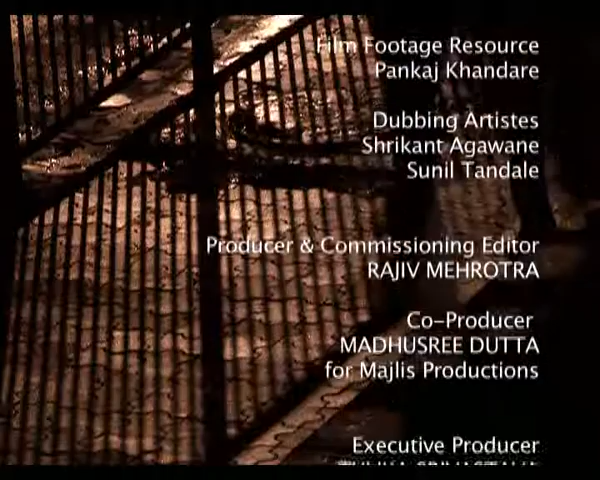 Film Footage Resource
Pankaj Khandare
Dubbing Artistes
Shrikant Agawane
Sunil Tandale
Producer & Commissioning Editor
RAJIV MEHROTRA
Co-Producer
MADHUSREE DUTTA
for Majlis Productions
Executive Producer